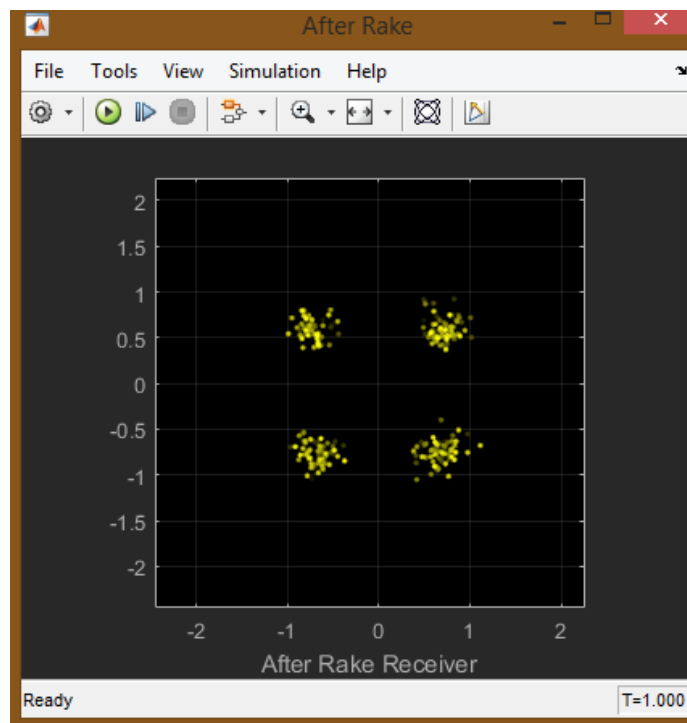 After Rake
File Tools View Simulation Help
2
1.5
1
0.5
0
-0.5
-1
-1.5
-2
-2 -1 0 1 2
After Rake Receiver
Ready T=1.000